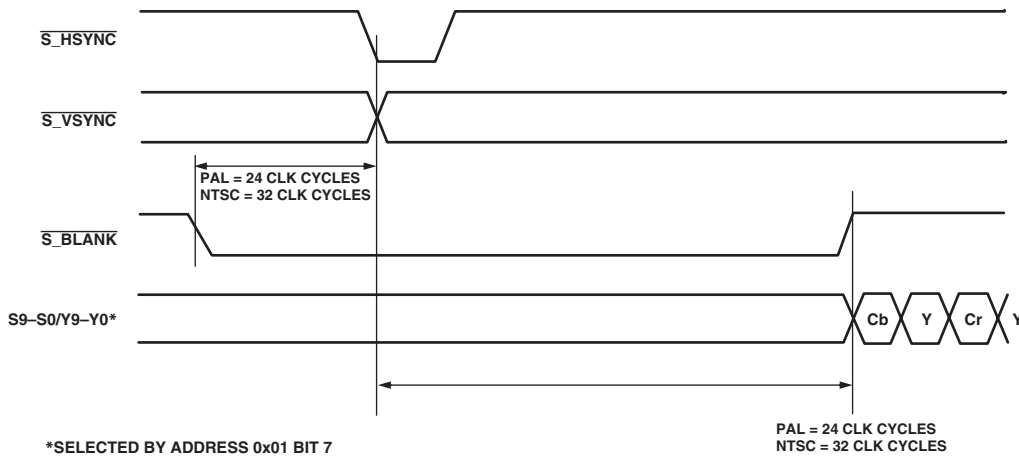 S_HSYNC
S_VSYNC
PAL = 24 CLK CYCLES
NTSC = 32 CLK CYCLES
S_BLANK
S9–S0/Y9–Y0*
Cb Y Cr Y
PAL = 24 CLK CYCLES
NTSC = 32 CLK CYCLES
*SELECTED BY ADDRESS 0x01 BIT 7